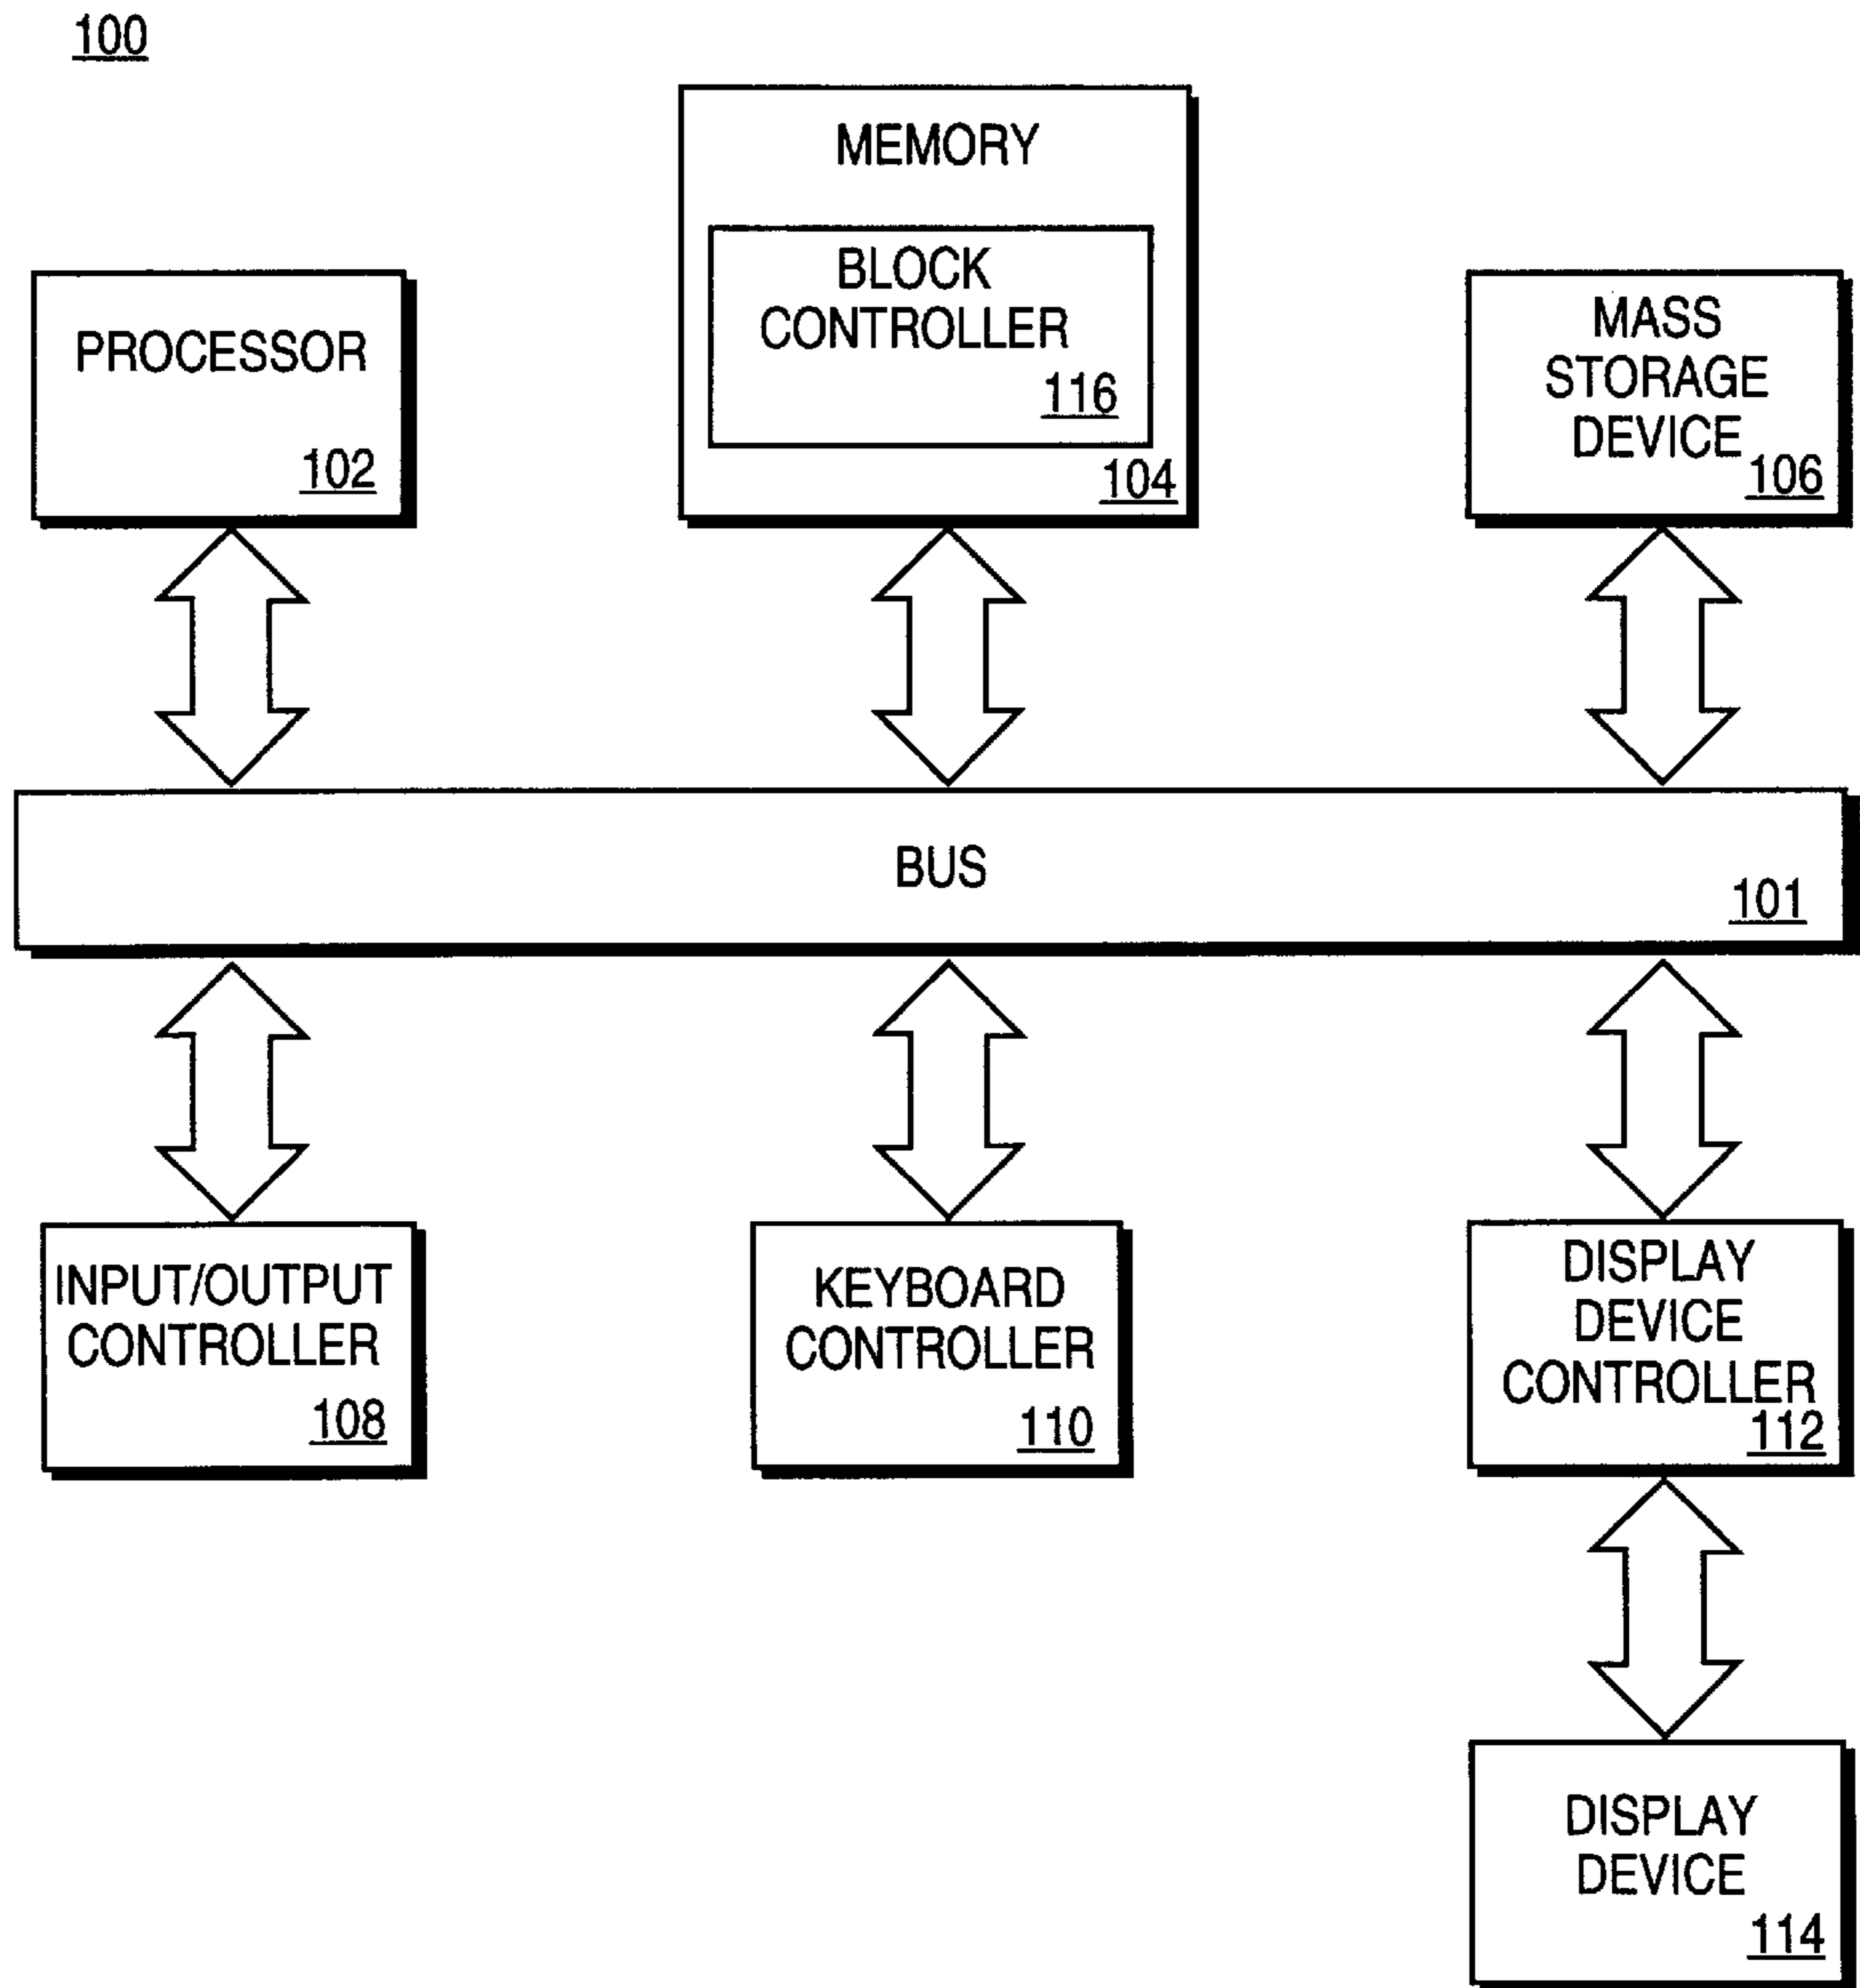 100
MEMORY
BLOCK
CONTROLLER
116
104
PROCESSOR
102
MASS
STORAGE
DEVICE
106
BUS
101
INPUT/OUTPUT
CONTROLLER
108
KEYBOARD
CONTROLLER
110
DISPLAY
DEVICE
CONTROLLER
112
DISPLAY
DEVICE
114